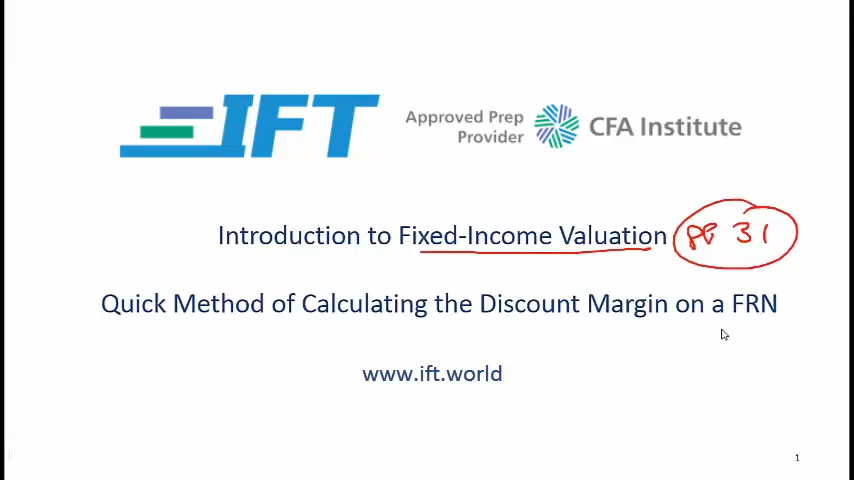 IFT
Approved Prep
Provider
CFA Institute
Introduction to Fixed-Income Valuation PP 31
Quick Method of Calculating the Discount Margin on a FRN
www.ift.world
1